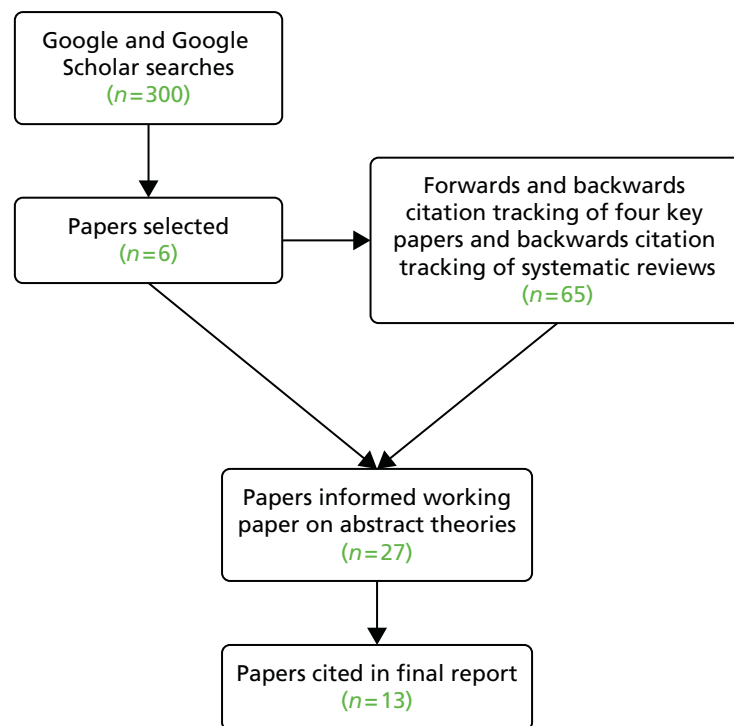 Google and Google
Scholar searches
(n=300)
Papers selected
(n=6)
Forwards and backwards
citation tracking of four key
papers and backwards citation
tracking of systematic reviews
(n=65)
Papers informed working
paper on abstract theories
(n=27)
Papers cited in final report
(n=13)